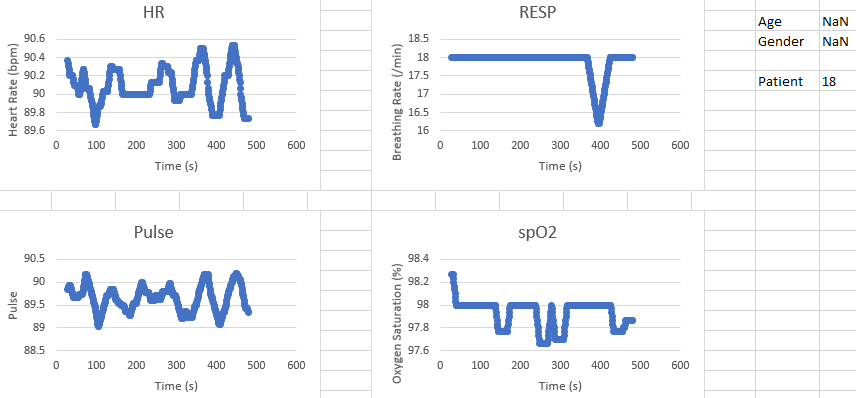 HR
Heart Rate (bpm)
90.6
90.4
90.2
90
89.8
89.6
0 100 200 300 400 500 600
Time (s)
RESP
Breathing Rate (/min)
18.5
18
17.5
17
16.5
16
0 100 200 300 400 500 600
Time (s)
Age NaN
Gender NaN
Patient 18
Pulse
Pulse
90.5
90
89.5
89
88.5
0 100 200 300 400 500 600
Time (s)
spO2
Oxygen Saturation (%)
98.4
98.2
98
97.8
97.6
0 100 200 300 400 500 600
Time (s)